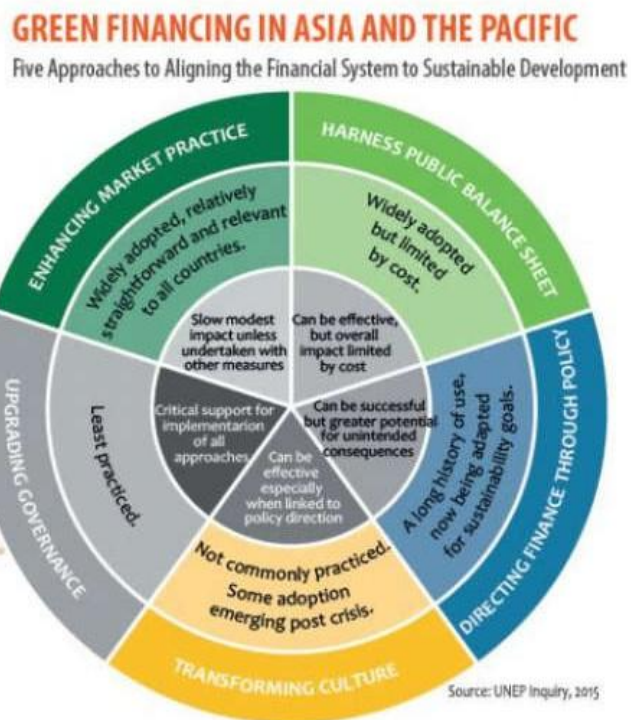 GREEN FINANCING IN ASIA AND THE PACIFIC
Five Approaches to Aligning the Financial System to Sustainable Development
ENHANCING MARKET PRACTICE
Widely adopted, relatively
straightforward and relevant
to all countries.
Slow modest
impact unless
undertaken with
other measures
HARNESS PUBLIC BALANCE SHEET
Widely adopted
but limited
by cost.
Can be effective,
but overall
impact limited
by cost
DIRECTING FINANCE THROUGH POLICY
A long history of use,
now being adapted
for sustainability goals.
Can be successful
but greater potential
for unintended
consequences
TRANSFORMING CULTURE
Not commonly practiced.
Some adoption
emerging post crisis.
Can be
effective
especially
when linked to
policy direction
UPGRADING GOVERNANCE
Least practiced.
Critical support for
implementation
of all
approaches
Source: UNEP Inquiry, 2015